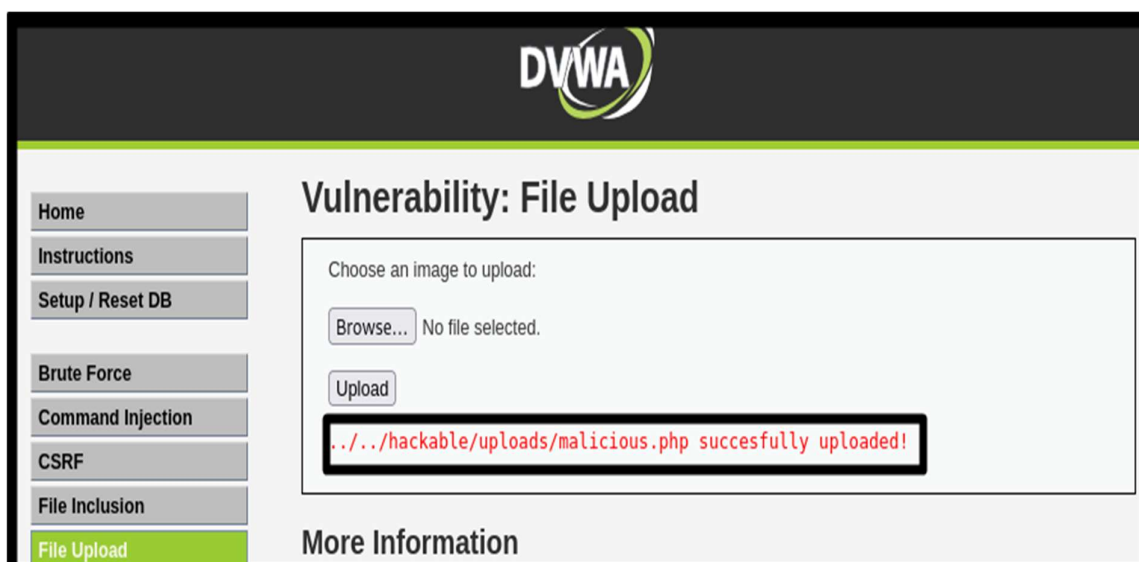 DVWA
Home
Instructions
Setup / Reset DB
Brute Force
Command Injection
CSRF
File Inclusion
File Upload
Vulnerability: File Upload
Choose an image to upload:
Browse... No file selected.
Upload
../../hackable/uploads/malicious.php succesfully uploaded!
More Information